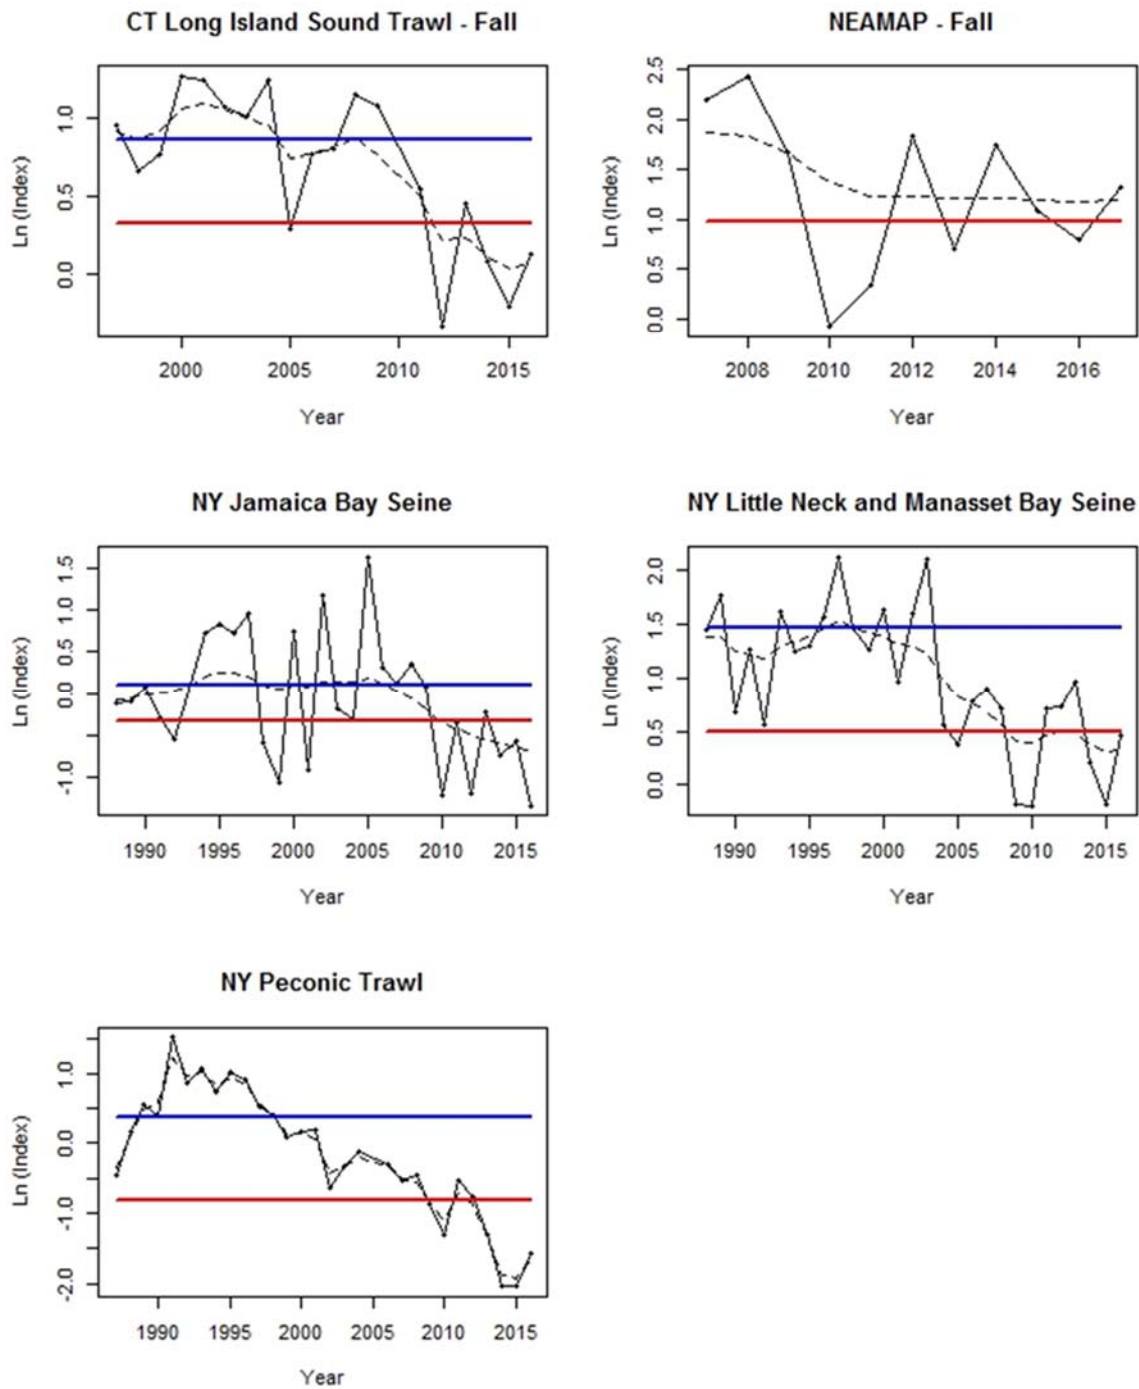 CT Long Island Sound Trawl - Fall
Ln (Index)
0.0 0.5 1.0
2000 2005 2010 2015
Year
NEAMAP - Fall
Ln (Index)
0.0 0.5 1.0 1.5 2.0 2.5
2008 2010 2012 2014 2016
Year
NY Jamaica Bay Seine
Ln (Index)
-1.0 0.0 0.5 1.0 1.5
1990 1995 2000 2005 2010 2015
Year
NY Little Neck and Manasset Bay Seine
Ln (Index)
0.0 0.5 1.0 1.5 2.0
1990 1995 2000 2005 2010 2015
Year
NY Peconic Trawl
Ln (Index)
-2.0 -1.0 0.0 1.0
1990 1995 2000 2005 2010 2015
Year